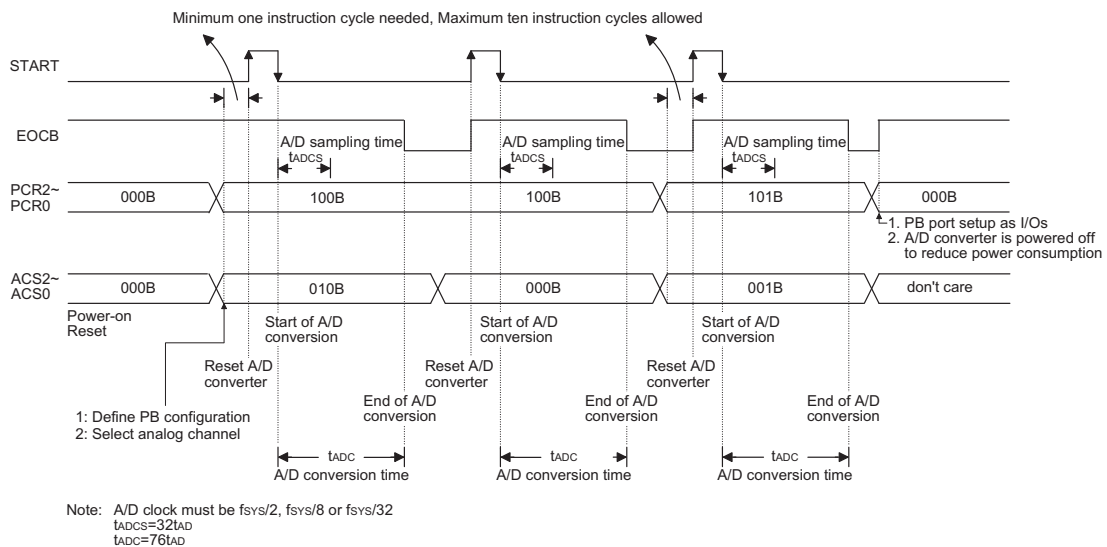 Minimum one instruction cycle needed, Maximum ten instruction cycles allowed
START
EOCB
A/D sampling time
tADCS
A/D sampling time
tADCS
A/D sampling time
tADCS
PCR2~
PCR0
000B
100B
100B
101B
000B
1. PB port setup as I/Os
2. A/D converter is powered off
to reduce power consumption
ACS2~
ACS0
000B
010B
000B
001B
don't care
Power-on
Reset
Start of A/D
conversion
Start of A/D
conversion
Start of A/D
conversion
Reset A/D
converter
Reset A/D
converter
Reset A/D
converter
End of A/D
conversion
End of A/D
conversion
End of A/D
conversion
1: Define PB configuration
2: Select analog channel
tADC
A/D conversion time
tADC
A/D conversion time
tADC
A/D conversion time
Note: A/D clock must be fSYS/2, fSYS/8 or fSYS/32
tADCS=32tAD
tADC=76tAD